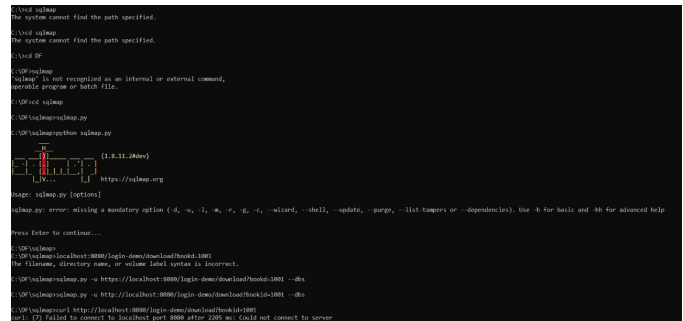 C:\>cd sqlmap
The system cannot find the path specified.
C:\>cd sqlmap
The system cannot find the path specified.
C:\>cd DF
C:\DF>sqlmap
'sqlmap' is not recognized as an internal or external command,
operable program or batch file.
C:\DF>cd sqlmap
C:\DF\sqlmap>sqlmap.py
C:\DF\sqlmap>python sqlmap.py
{1.8.11.2#dev}
https://sqlmap.org
Usage: sqlmap.py [options]
sqlmap.py: error: missing a mandatory option (-d, -u, -l, -m, -r, -g, -c, --wizard, --shell, --update, --purge, --list-tampers or --dependencies). Use -h for basic and -hh for advanced help
Press Enter to continue...
C:\DF\sqlmap>
C:\DF\sqlmap>localhost:8080/login-demo/download?bookd=1001
The filename, directory name, or volume label syntax is incorrect.
C:\DF\sqlmap>sqlmap.py -u https://localhost:8080/login-demo/download?bookd=1001 --dbs
C:\DF\sqlmap>sqlmap.py -u http://localhost:8080/login-demo/download?bookid=1001 --dbs
C:\DF\sqlmap>curl http://localhost:8080/login-demo/download?bookid=1001
curl: (7) Failed to connect to localhost port 8080 after 2205 ms: Could not connect to server